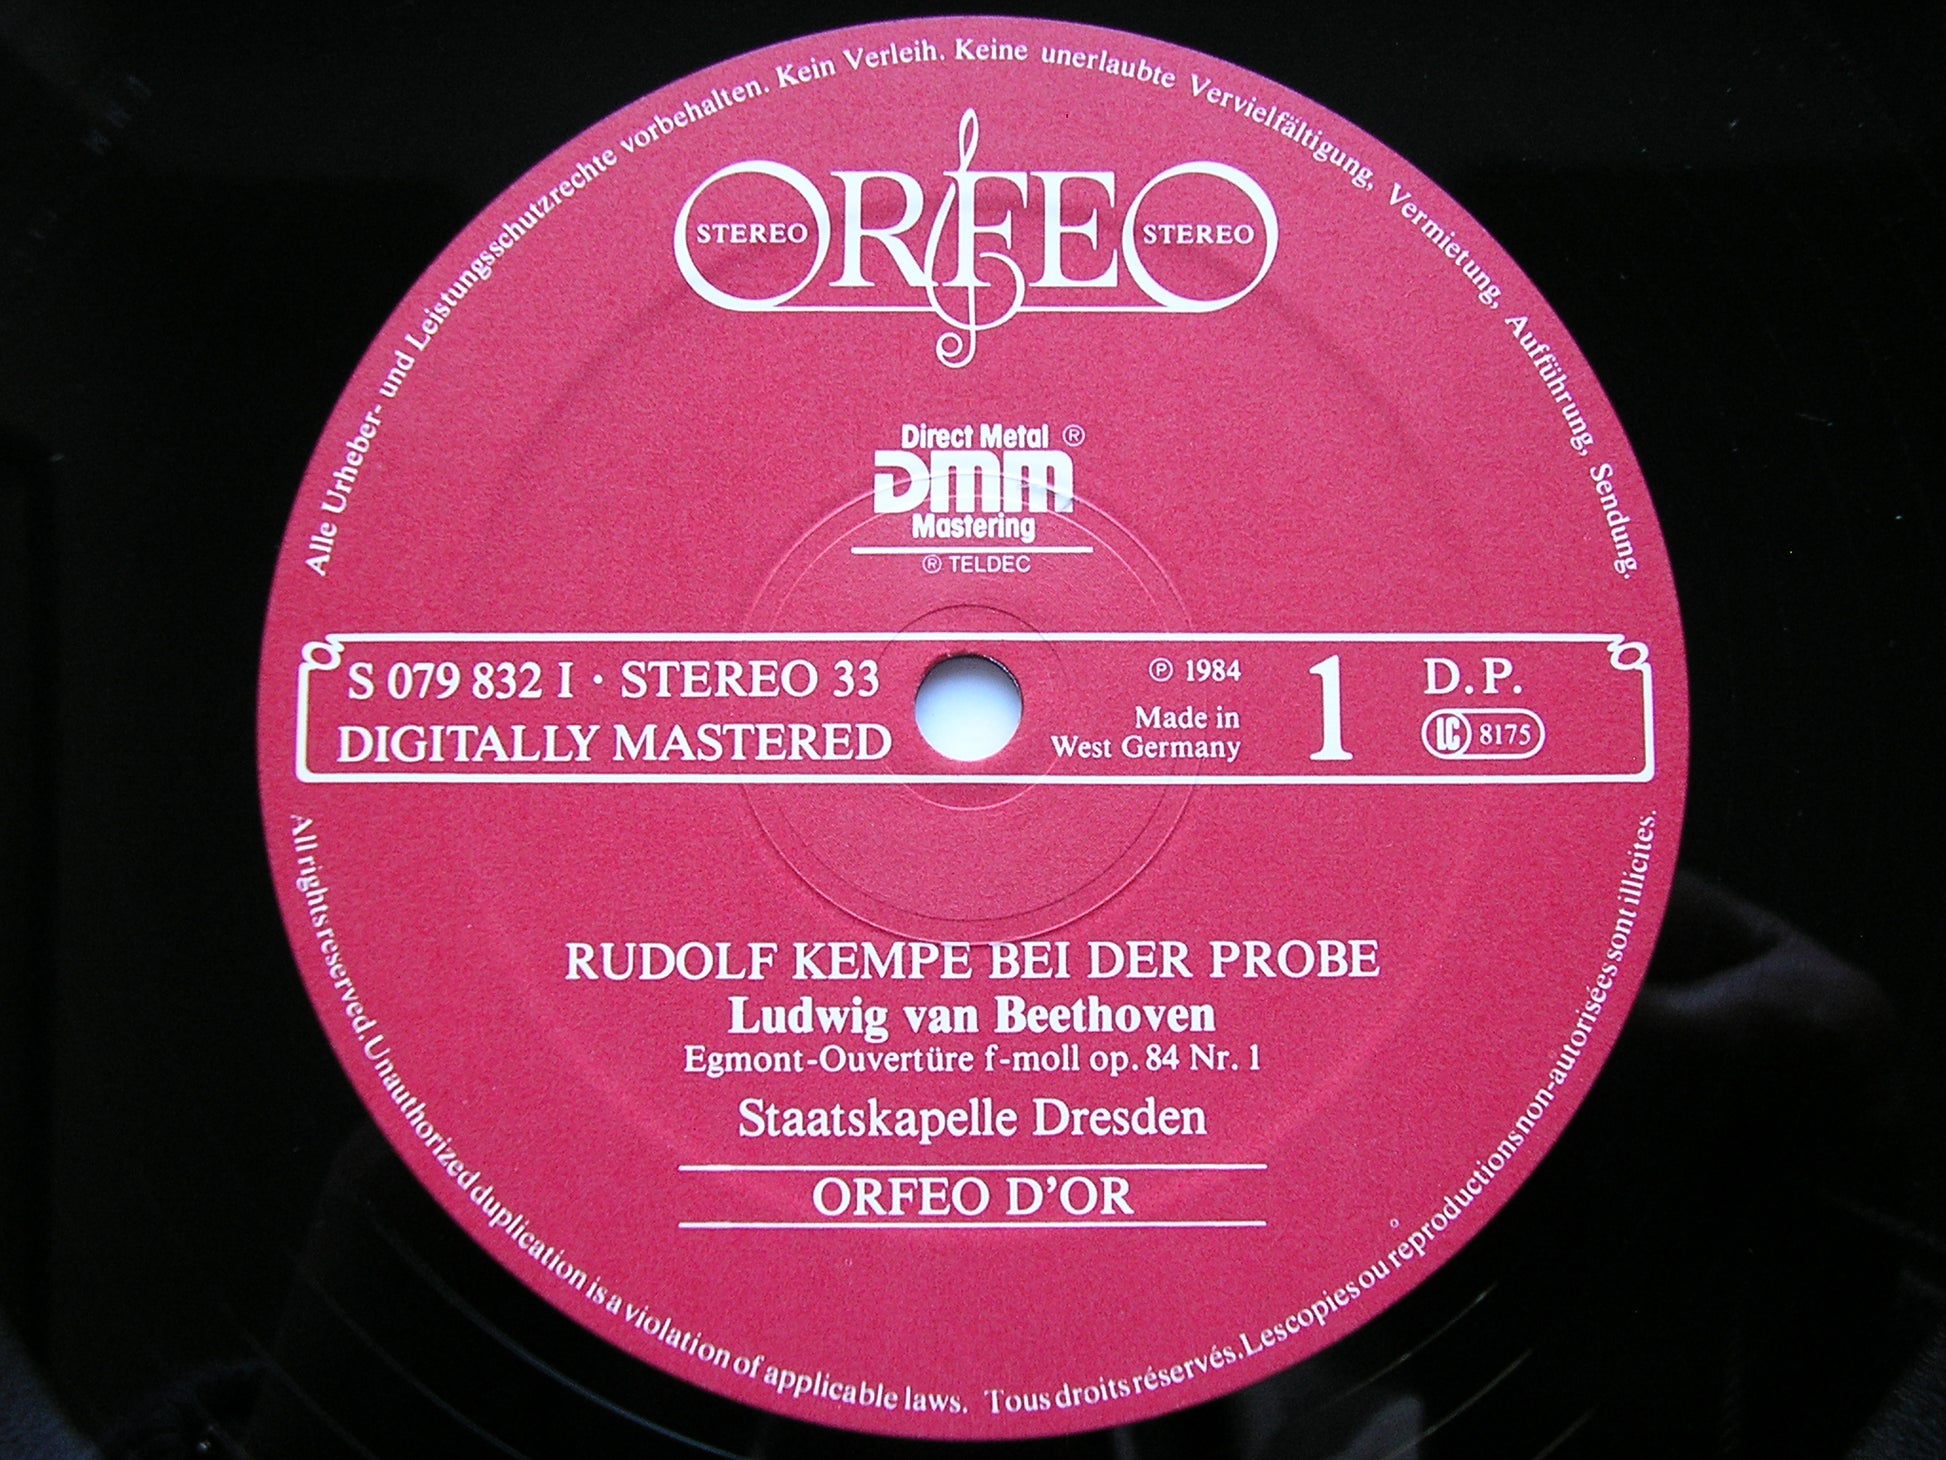 Alle Urheber- und Leistungsschutzrechte vorbehalten. Kein Verleih. Keine unerlaubte Vervielfältigung, Vermietung, Aufführung, Sendung.
ORFEO
STEREO
STEREO
Direct Metal ®
DMM
Mastering
® TELDEC
S 079 832 I · STEREO 33
DIGITALLY MASTERED
℗ 1984
Made in
West Germany
1
D.P.
LC 8175
RUDOLF KEMPE BEI DER PROBE
Ludwig van Beethoven
Egmont-Ouvertüre f-moll op. 84 Nr. 1
Staatskapelle Dresden
ORFEO D'OR
All rights reserved. Unauthorized duplication is a violation of applicable laws. Tous droits réservés. Les copies ou reproductions non-autorisées sont illicites.